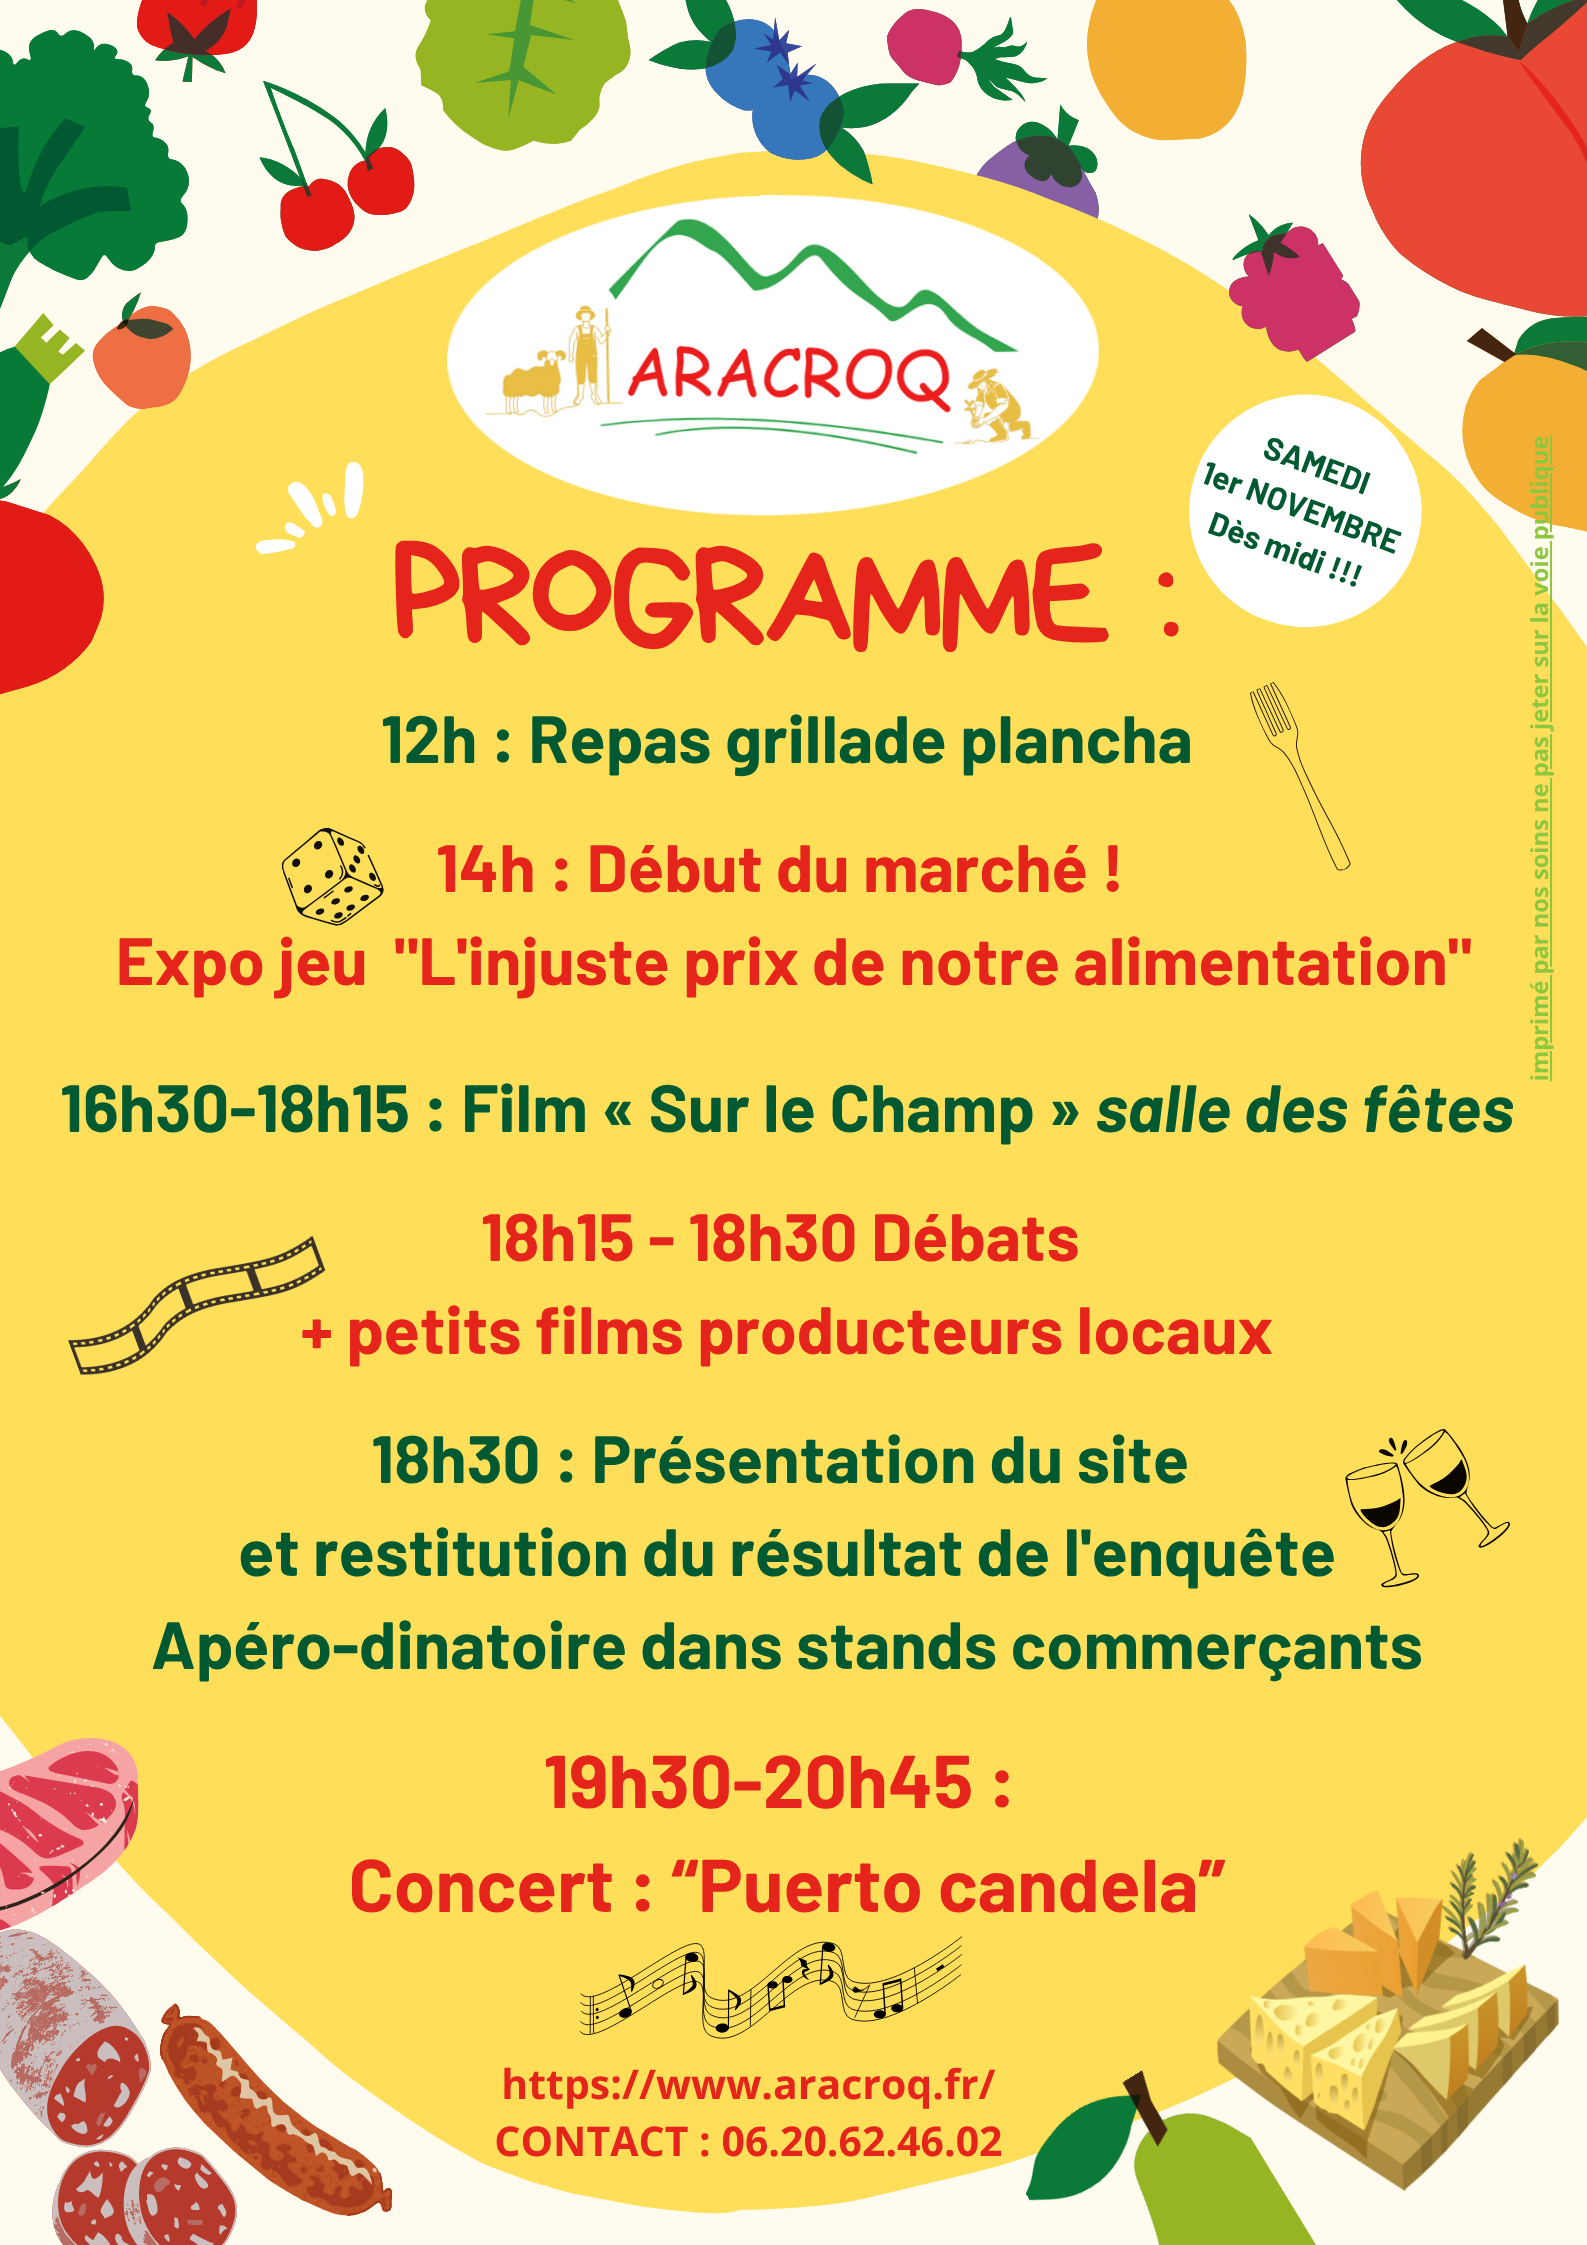 ARACROQ
SAMEDI
1er NOVEMBRE
Dès midi !!!
PROGRAMME :
12h : Repas grillade plancha
14h : Début du marché !
Expo jeu "L'injuste prix de notre alimentation"
16h30-18h15 : Film « Sur le Champ » salle des fêtes
18h15 - 18h30 Débats
+ petits films producteurs locaux
18h30 : Présentation du site
et restitution du résultat de l'enquête
Apéro-dinatoire dans stands commerçants
19h30-20h45 :
Concert : “Puerto candela”
https://www.aracroq.fr/
CONTACT : 06.20.62.46.02
imprimé par nos soins ne pas jeter sur la voie publique